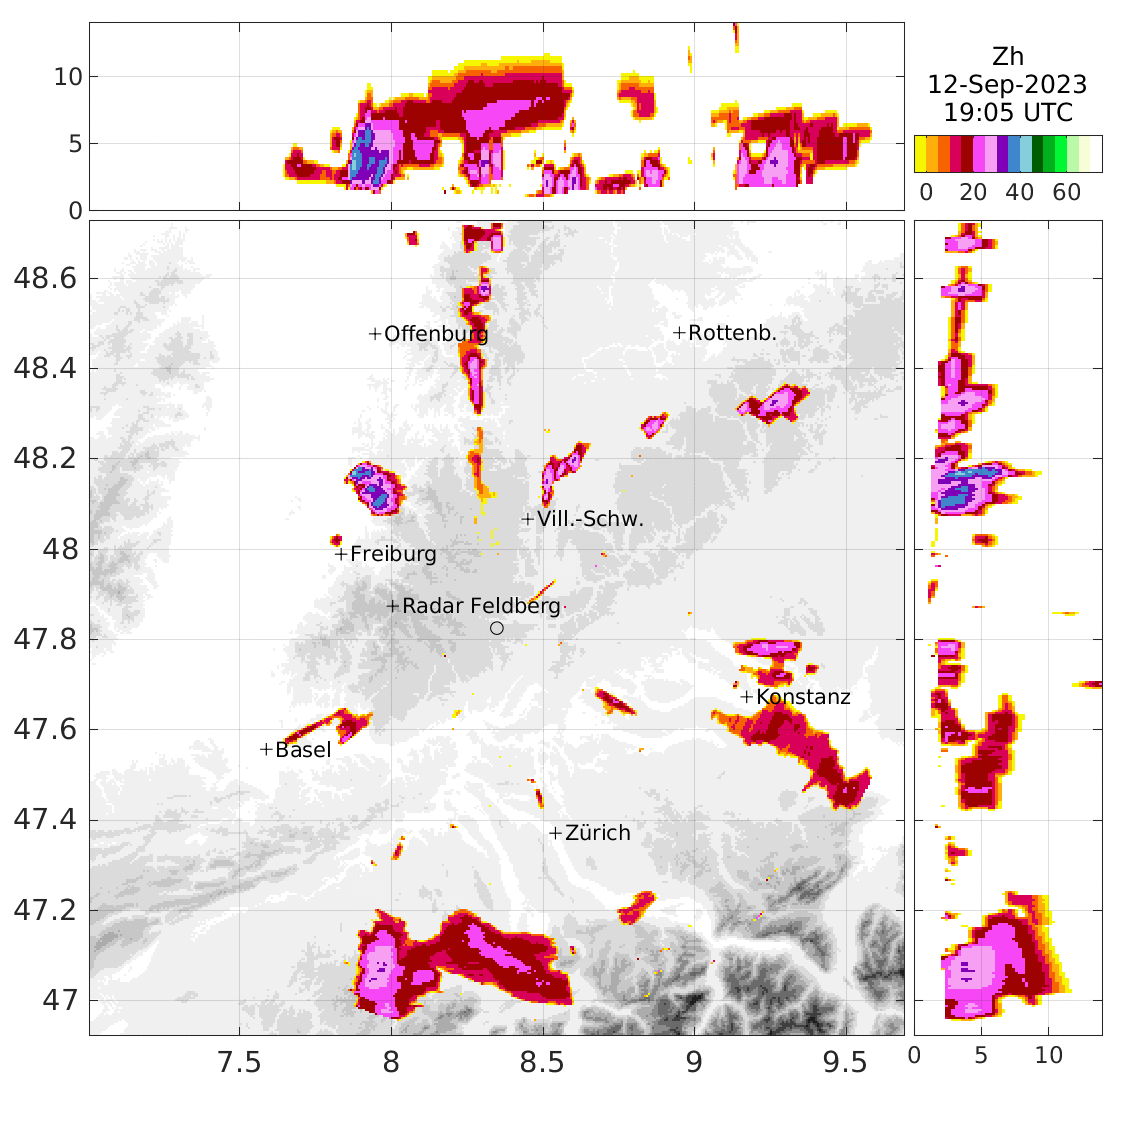 10
5
0
Zh
12-Sep-2023
19:05 UTC
0 20 40 60
48.6
48.4
48.2
48
47.8
47.6
47.4
47.2
47
+Offenburg
+Rottenb.
+Vill.-Schw.
+Freiburg
+Radar Feldberg
+Konstanz
+Basel
+Zürich
7.5 8 8.5 9 9.5
0 5 10